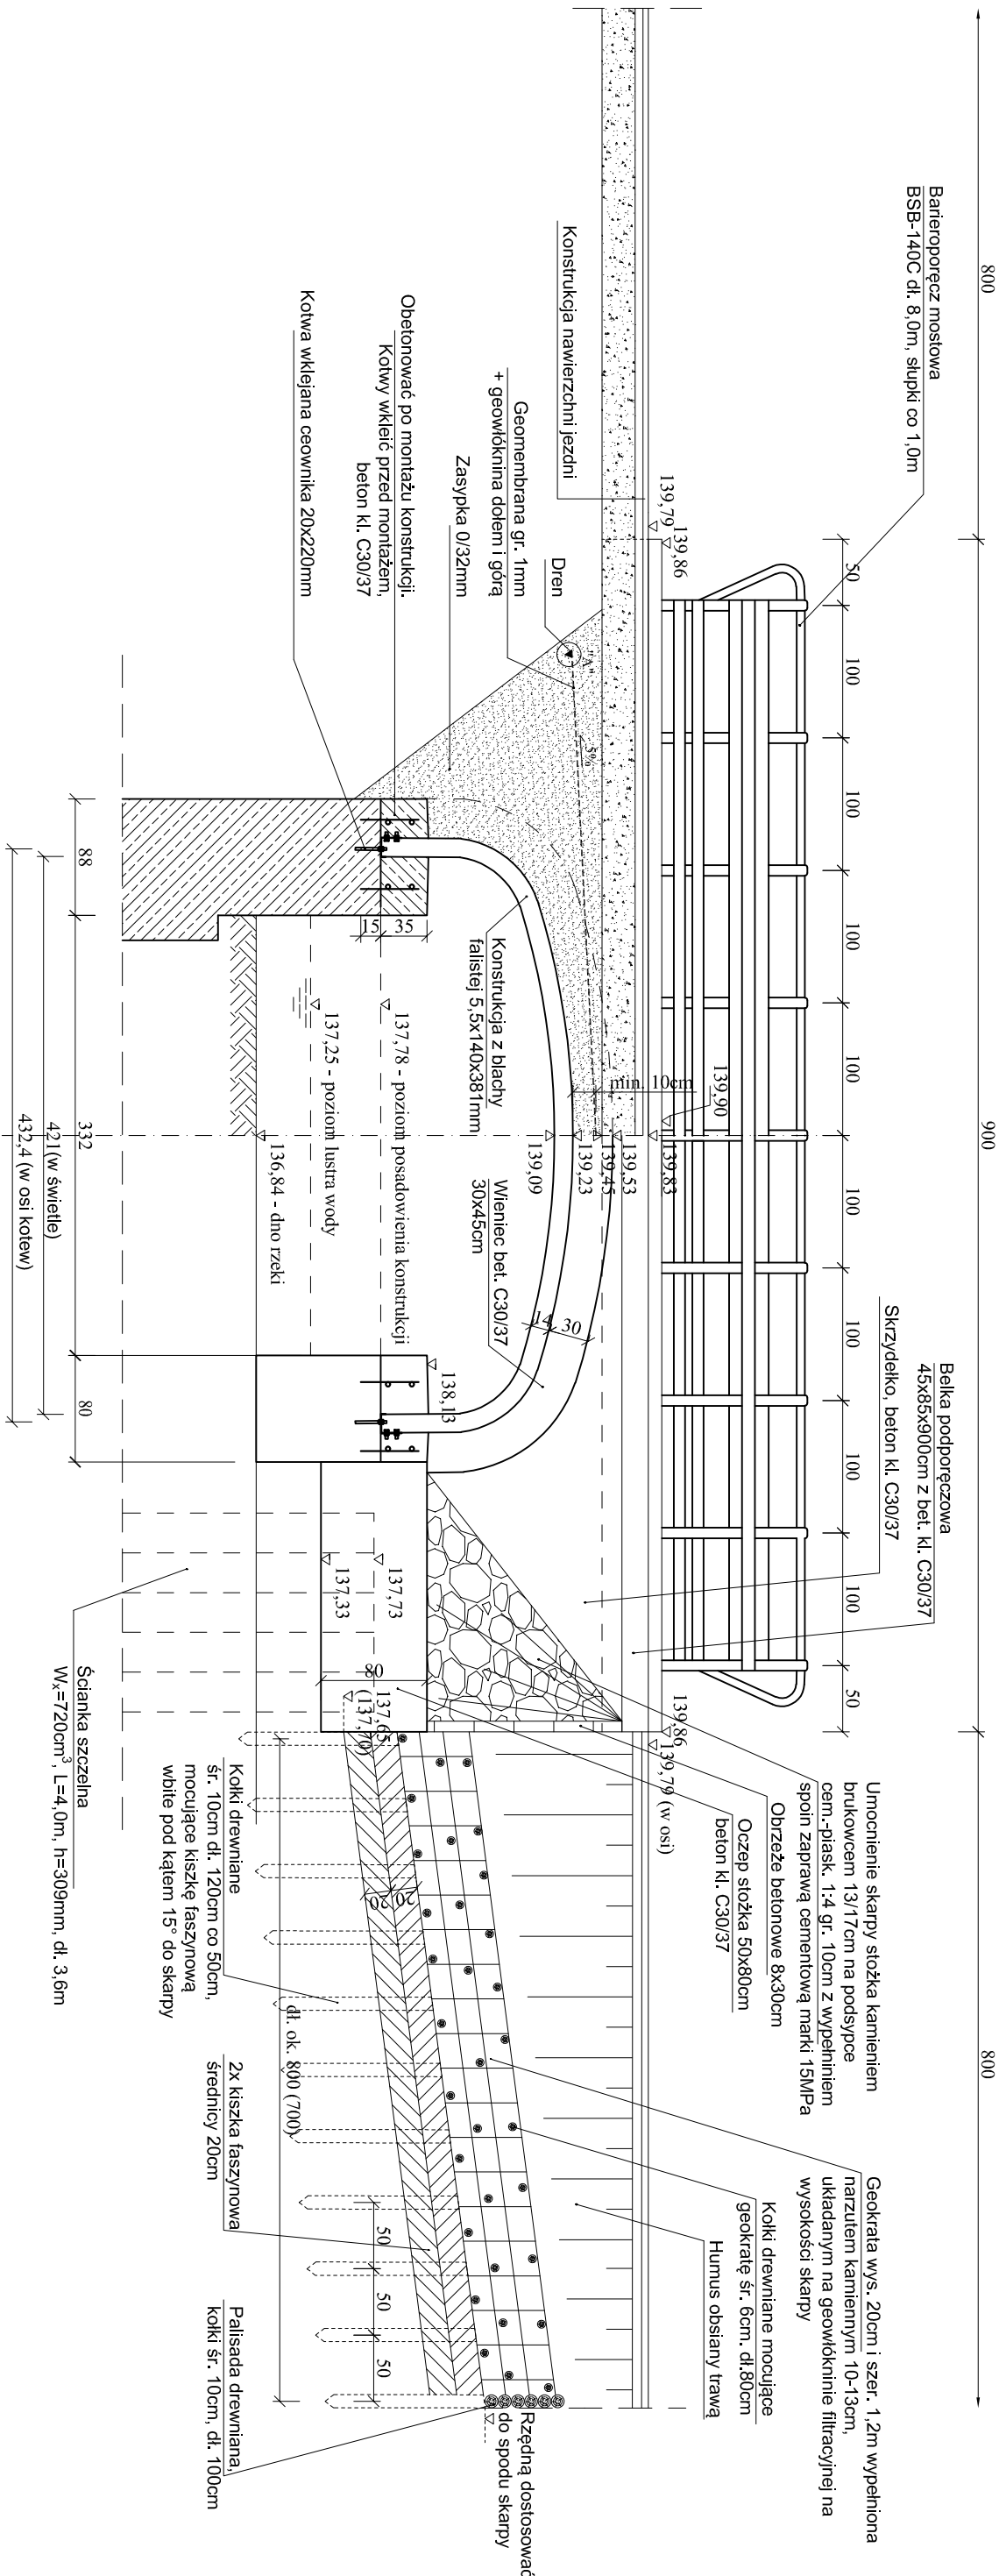 800
900
800
50
100
100
100
100
100
100
100
100
50
Barieroporęcz mostowa
BSB-140C dł. 8,0m, słupki co 1,0m
Belka podporęczowa
45x85x900cm z bet. kl. C30/37
Skrzydełko, beton kl. C30/37
Umocnienie skarpy stożka kamieniem
brukowcem 13/17cm na podsypce
cem.-piask. 1:4 gr. 10cm z wypełnieniem
spoin zaprawą cementową marki 15MPa
Obrzeże betonowe 8x30cm
Oczep stożka 50x80cm
beton kl. C30/37
Geokrata wys. 20cm i szer. 1,2m wypełniona
narzutem kamiennym 10-13cm,
układanym na geowłókninie filtracyjnej na
wysokości skarpy
Kołki drewniane mocujące
geokratę śr. 6cm. dł.80cm
Humus obsiany trawą
Konstrukcja nawierzchni jezdni
139,79
139,86
139,90
139,83
139,53
139,45
139,23
139,09
min. 10cm
139,86
139,79 (w osi)
Dren
"A"
5%
Geomembrana gr. 1mm
+ geowłóknina dołem i górą
Zasypka 0/32mm
Obetonować po montażu konstrukcji.
Kotwy wkleić przed montażem,
beton kl. C30/37
Kotwa wklejana ceownika 20x220mm
Konstrukcja z blachy
falistej 5,5x140x381mm
Wieniec bet. C30/37
30x45cm
14
30
15
35
137,78 - poziom posadowienia konstrukcji
137,25 - poziom lustra wody
136,84 - dno rzeki
138,13
137,73
137,33
80
137,65
(137,70)
20
20
Rzędną dostosować
do spodu skarpy
88
332
80
421(w świetle)
432,4 (w osi kotew)
dł. ok. 800 (700)
50
50
50
Ścianka szczelna
Wx=720cm³, L=4,0m, h=309mm, dł. 3,6m
Kołki drewniane
śr. 10cm dł. 120cm co 50cm,
mocujące kiszkę faszynową
wbite pod kątem 15° do skarpy
2x kiszka faszynowa
średnicy 20cm
Palisada drewniana,
kołki śr. 10cm, dł. 100cm